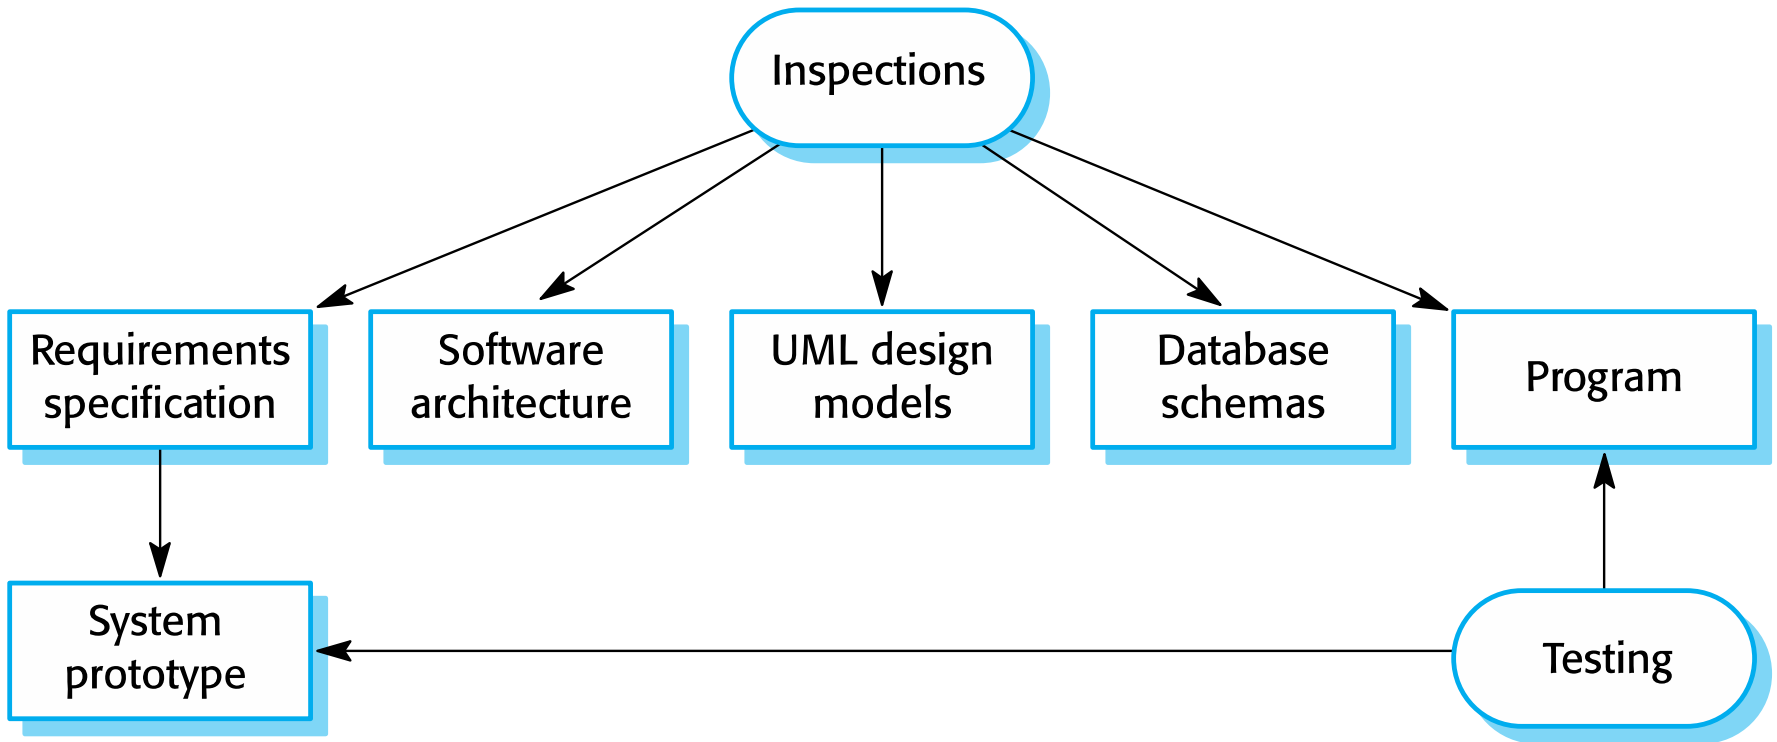 Inspections
Requirements
specification
Software
architecture
UML design
models
Database
schemas
Program
System
prototype
Testing